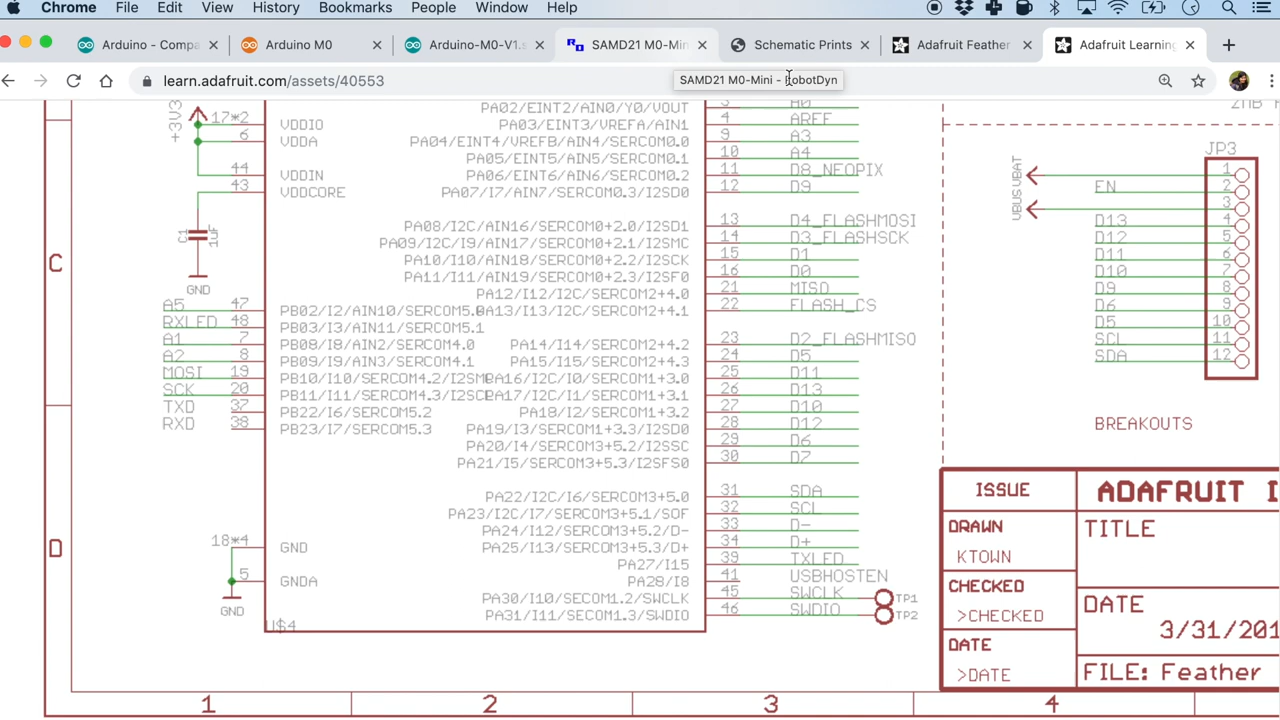 Chrome File Edit View History Bookmarks People Window Help
Arduino - Compa Arduino M0 Arduino-M0-V1.s SAMD21 M0-Min Schematic Prints Adafruit Feather Adafruit Learning
learn.adafruit.com/assets/40553
SAMD21 M0-Mini - RobotDyn
+3V3
17*2 VDDIO
6 VDDA
44 VDDIN
43 VDDCORE
C1
1uF
GND
A5 47 PB02/I2/AIN10/SERCOM5.0
RXLED 48 PB03/I3/AIN11/SERCOM5.1
A1 7 PB08/I8/AIN2/SERCOM4.0
A2 8 PB09/I9/AIN3/SERCOM4.1
MOSI 19 PB10/I10/SERCOM4.2/I2SM
SCK 20 PB11/I11/SERCOM4.3/I2SC
TXD 37 PB22/I6/SERCOM5.2
RXD 38 PB23/I7/SERCOM5.3
18*4 GND
5 GNDA
GND
U$4
PA02/EINT2/AIN0/Y0/VOUT 3 A0
PA03/EINT3/VREFA/AIN1 4 AREF
PA04/EINT4/VREFB/AIN4/SERCOM0.0 9 A3
PA05/EINT5/AIN5/SERCOM0.1 10 A4
PA06/EINT6/AIN6/SERCOM0.2 11 D8_NEOPIX
PA07/I7/AIN7/SERCOM0.3/I2SD0 12 D9
PA08/I2C/AIN16/SERCOM0+2.0/I2SD1 13 D4_FLASHMOSI
PA09/I2C/I9/AIN17/SERCOM0+2.1/I2SMC 14 D3_FLASHSCK
PA10/I10/AIN18/SERCOM0+2.2/I2SCK 15 D1
PA11/I11/AIN19/SERCOM0+2.3/I2SF0 16 D0
PA12/I12/I2C/SERCOM2+4.0 21 MISO
PA13/I13/I2C/SERCOM2+4.1 22 FLASH_CS
PA14/I14/SERCOM2+4.2 23 D2_FLASHMISO
PA15/I15/SERCOM2+4.3 24 D5
PA16/I2C/I0/SERCOM1+3.0 25 D11
PA17/I2C/I1/SERCOM1+3.1 26 D13
PA18/I2/SERCOM1+3.2 27 D10
PA19/I3/SERCOM1+3.3/I2SD0 28 D12
PA20/I4/SERCOM3+5.2/I2SSC 29 D6
PA21/I5/SERCOM3+5.3/I2SFS0 30 D7
PA22/I2C/I6/SERCOM3+5.0 31 SDA
PA23/I2C/I7/SERCOM3+5.1/SOF 32 SCL
PA24/I12/SERCOM3+5.2/D- 33 D-
PA25/I13/SERCOM3+5.3/D+ 34 D+
PA27/I15 39 TXLED
PA28/I8 41 USBHOSTEN
PA30/I10/SERCOM1.2/SWCLK 45 SWCLK TP1
PA31/I11/SERCOM1.3/SWDIO 46 SWDIO TP2
2MB
JP3
VBAT 1
EN 2
VBUS 3
D13 4
D12 5
D11 6
D10 7
D9 8
D6 9
D5 10
SCL 11
SDA 12
BREAKOUTS
ISSUE ADAFRUIT I
DRAWN TITLE
KTOWN
CHECKED
>CHECKED
DATE
3/31/201
DATE
>DATE
FILE: Feather
C
D
1 2 3 4